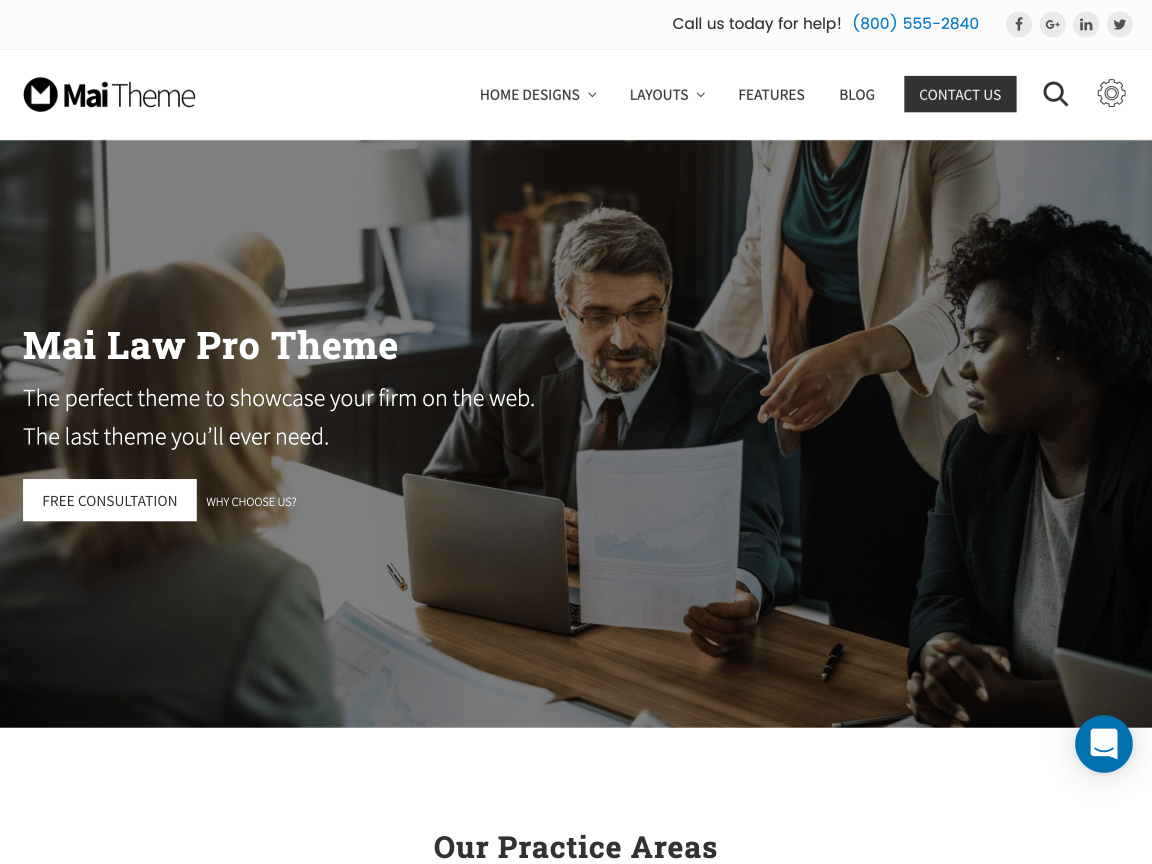 Call us today for help! (800) 555-2840
Mai Theme
HOME DESIGNS LAYOUTS FEATURES BLOG CONTACT US
Mai Law Pro Theme
The perfect theme to showcase your firm on the web.
The last theme you’ll ever need.
FREE CONSULTATION WHY CHOOSE US?
Our Practice Areas